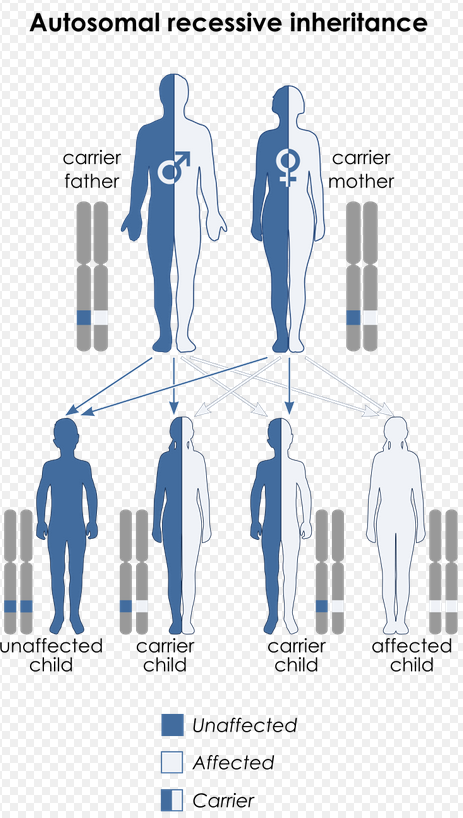 Autosomal recessive inheritance
carrier
father
carrier
mother
unaffected
child
carrier
child
carrier
child
affected
child
Unaffected
Affected
Carrier